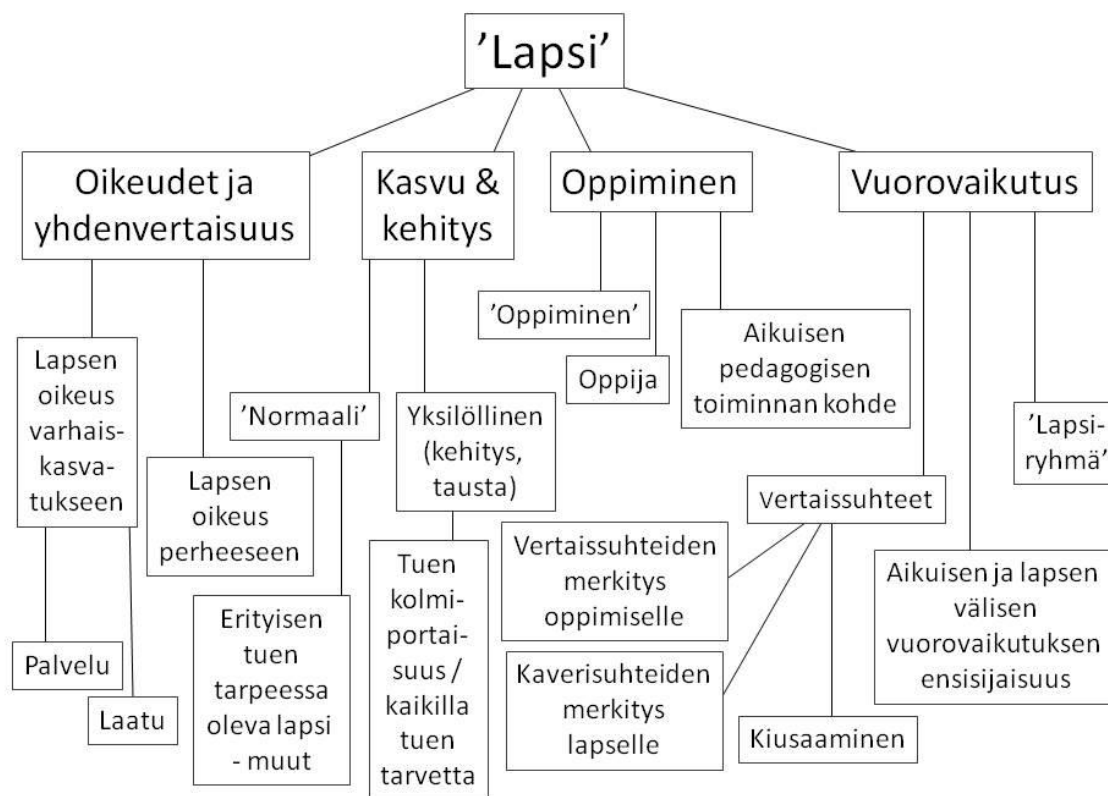 ’Lapsi’
Oikeudet ja
yhdenvertaisuus
Kasvu &
kehitys
Oppiminen
Vuorovaikutus
Lapsen
oikeus
varhais-
kasva-
tukseen
Lapsen
oikeus
perheeseen
Palvelu
Laatu
’Normaali’
Erityisen
tuen
tarpeessa
oleva lapsi
- muut
Yksilöllinen
(kehitys,
tausta)
Tuen
kolmi-
portai-
suus /
kaikilla
tuen
tarvetta
’Oppiminen’
Oppija
Aikuisen
pedagogisen
toiminnan kohde
Vertaissuhteet
Vertaissuhteiden
merkitys
oppimiselle
Kaverisuhteiden
merkitys
lapselle
Kiusaaminen
Aikuisen ja lapsen
välisen
vuorovaikutuksen
ensisijaisuus
’Lapsi-
ryhmä’